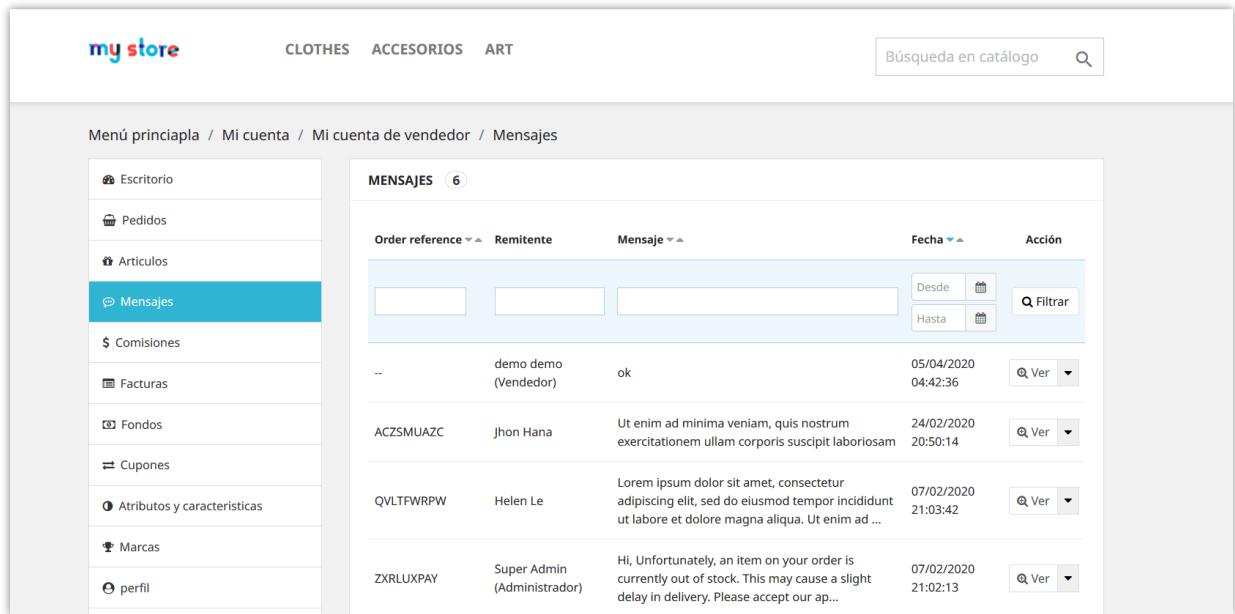 my store
CLOTHES ACCESORIOS ART
Búsqueda en catálogo
Menú princiapla / Mi cuenta / Mi cuenta de vendedor / Mensajes
Escritorio
Pedidos
Articulos
Mensajes
Comisiones
Facturas
Fondos
Cupones
Atributos y caracteristicas
Marcas
perfil
MENSAJES 6
Order reference Remitente Mensaje Fecha Acción
Desde
Hasta
Filtrar
--
demo demo
(Vendedor)
ok
05/04/2020
04:42:36
Ver
ACZSMUAZC
Jhon Hana
Ut enim ad minima veniam, quis nostrum
exercitationem ullam corporis suscipit laboriosam
24/02/2020
20:50:14
Ver
QVLTFWRPW
Helen Le
Lorem ipsum dolor sit amet, consectetur
adipiscing elit, sed do eiusmod tempor incididunt
ut labore et dolore magna aliqua. Ut enim ad ...
07/02/2020
21:03:42
Ver
ZXRLUXPAY
Super Admin
(Administrador)
Hi, Unfortunately, an item on your order is
currently out of stock. This may cause a slight
delay in delivery. Please accept our ap...
07/02/2020
21:02:13
Ver